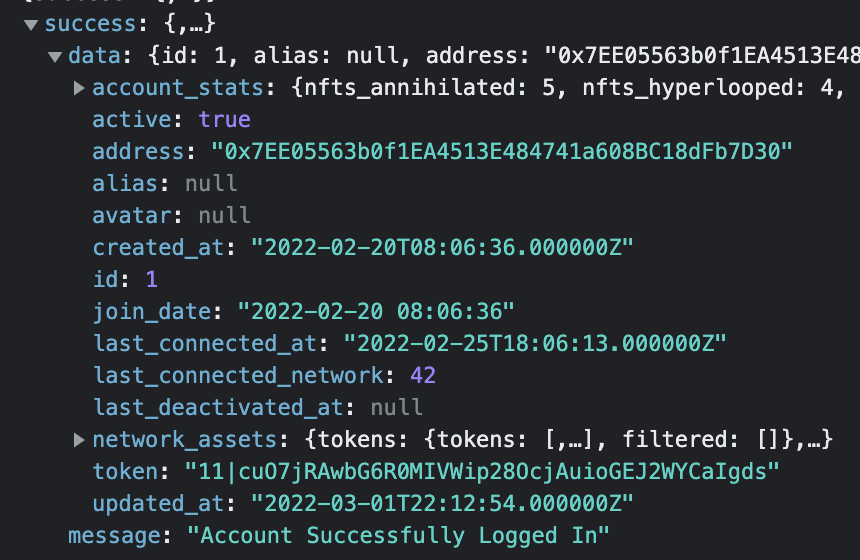 success: {,…}
data: {id: 1, alias: null, address: "0x7EE05563b0f1EA4513E48
account_stats: {nfts_annihilated: 5, nfts_hyperlooped: 4,
active: true
address: "0x7EE05563b0f1EA4513E484741a608BC18dFb7D30"
alias: null
avatar: null
created_at: "2022-02-20T08:06:36.000000Z"
id: 1
join_date: "2022-02-20 08:06:36"
last_connected_at: "2022-02-25T18:06:13.000000Z"
last_connected_network: 42
last_deactivated_at: null
network_assets: {tokens: {tokens: [,…], filtered: []},…}
token: "11|cuO7jRAwbG6R0MIVWip28OcjAuioGEJ2WYCaIgds"
updated_at: "2022-03-01T22:12:54.000000Z"
message: "Account Successfully Logged In"